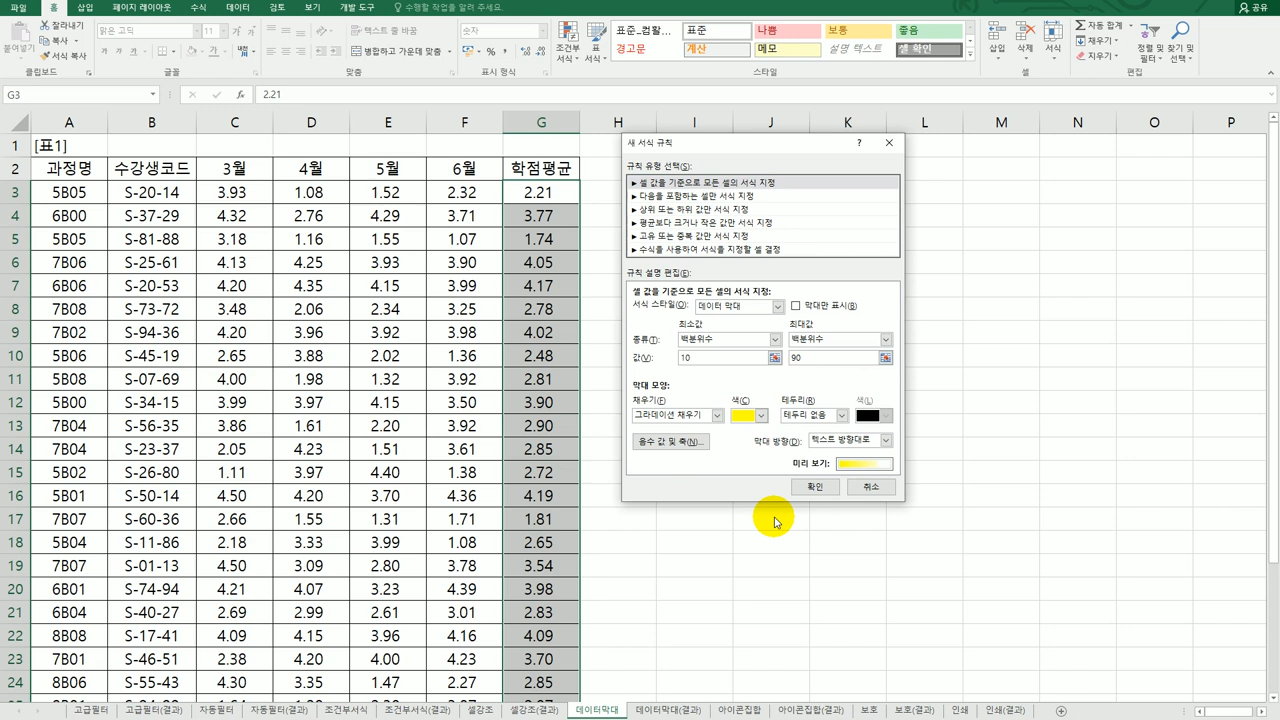 파일 홈 삽입 페이지 레이아웃 수식 데이터 검토 보기 개발 도구 수행할 작업을 알려 주세요. 공유
붙여넣기 잘라내기 복사 서식 복사
클립보드
맑은 고딕 11
글꼴
텍스트 줄 바꿈
병합하고 가운데 맞춤
맞춤
숫자
표시 형식
조건부 서식 표 서식
표준_컴활... 표준 나쁨 보통 좋음
경고문 계산 메모 설명 텍스트 셀 확인
스타일
삽입 삭제 서식
셀
자동 합계 채우기 지우기
정렬 및 필터 찾기 및 선택
편집
G3 2.21
A B C D E F G H I J K L M N O P
1 [표1]
2 과정명 수강생코드 3월 4월 5월 6월 학점평균
3 5B05 S-20-14 3.93 1.08 1.52 2.32 2.21
4 6B00 S-37-29 4.32 2.76 4.29 3.71 3.77
5 5B05 S-81-88 3.18 1.16 1.55 1.07 1.74
6 7B06 S-25-61 4.13 4.25 3.93 3.90 4.05
7 6B06 S-20-53 4.20 4.35 4.15 3.99 4.17
8 7B08 S-73-72 3.48 2.06 2.34 3.25 2.78
9 7B02 S-94-36 4.20 3.96 3.92 3.98 4.02
10 5B06 S-45-19 2.65 3.88 2.02 1.36 2.48
11 5B08 S-07-69 4.00 1.98 1.32 3.92 2.81
12 5B00 S-34-15 3.99 3.97 4.15 3.50 3.90
13 7B04 S-56-35 3.86 1.61 2.20 3.92 2.90
14 7B04 S-23-37 2.05 4.23 1.51 3.61 2.85
15 5B02 S-26-80 1.11 3.97 4.40 1.38 2.72
16 5B01 S-50-14 4.50 4.20 3.70 4.36 4.19
17 7B07 S-60-36 2.66 1.55 1.31 1.71 1.81
18 5B04 S-11-86 2.18 3.33 3.99 1.08 2.65
19 7B07 S-01-13 4.50 3.09 2.80 3.78 3.54
20 6B01 S-74-94 4.21 4.07 3.23 4.39 3.98
21 6B04 S-40-27 2.69 2.99 2.61 3.01 2.83
22 8B08 S-17-41 4.09 4.15 3.96 4.16 4.09
23 7B01 S-46-51 2.38 4.20 4.00 4.23 3.70
24 8B06 S-55-43 4.30 3.35 1.47 2.27 2.85
새 서식 규칙 ?
규칙 유형 선택(S):
► 셀 값을 기준으로 모든 셀의 서식 지정
► 다음을 포함하는 셀만 서식 지정
► 상위 또는 하위 값만 서식 지정
► 평균보다 크거나 작은 값만 서식 지정
► 고유 또는 중복 값만 서식 지정
► 수식을 사용하여 서식을 지정할 셀 결정
규칙 설명 편집(E):
셀 값을 기준으로 모든 셀의 서식 지정:
서식 스타일(O): 데이터 막대 막대만 표시(B)
최소값 최대값
종류(T): 백분위수 백분위수
값(V): 10 90
막대 모양:
채우기(F) 색(C) 테두리(R) 색(L)
그라데이션 채우기 테두리 없음
음수 값 및 축(N)... 막대 방향(D): 텍스트 방향대로
미리 보기:
확인 취소
고급필터 고급필터(결과) 자동필터 자동필터(결과) 조건부서식 조건부서식(결과) 셀강조 셀강조(결과) 데이터막대 데이터막대(결과) 아이콘집합 아이콘집합(결과) 보호 보호(결과) 인쇄 인쇄(결과)